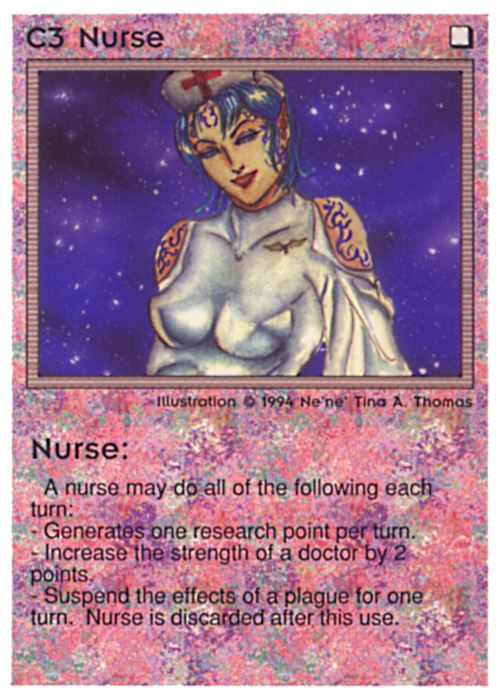 C3 Nurse
Illustration © 1994 Ne'ne' Tina A. Thomas
Nurse:
A nurse may do all of the following each
turn:
- Generates one research point per turn.
- Increase the strength of a doctor by 2
points.
- Suspend the effects of a plague for one
turn. Nurse is discarded after this use.